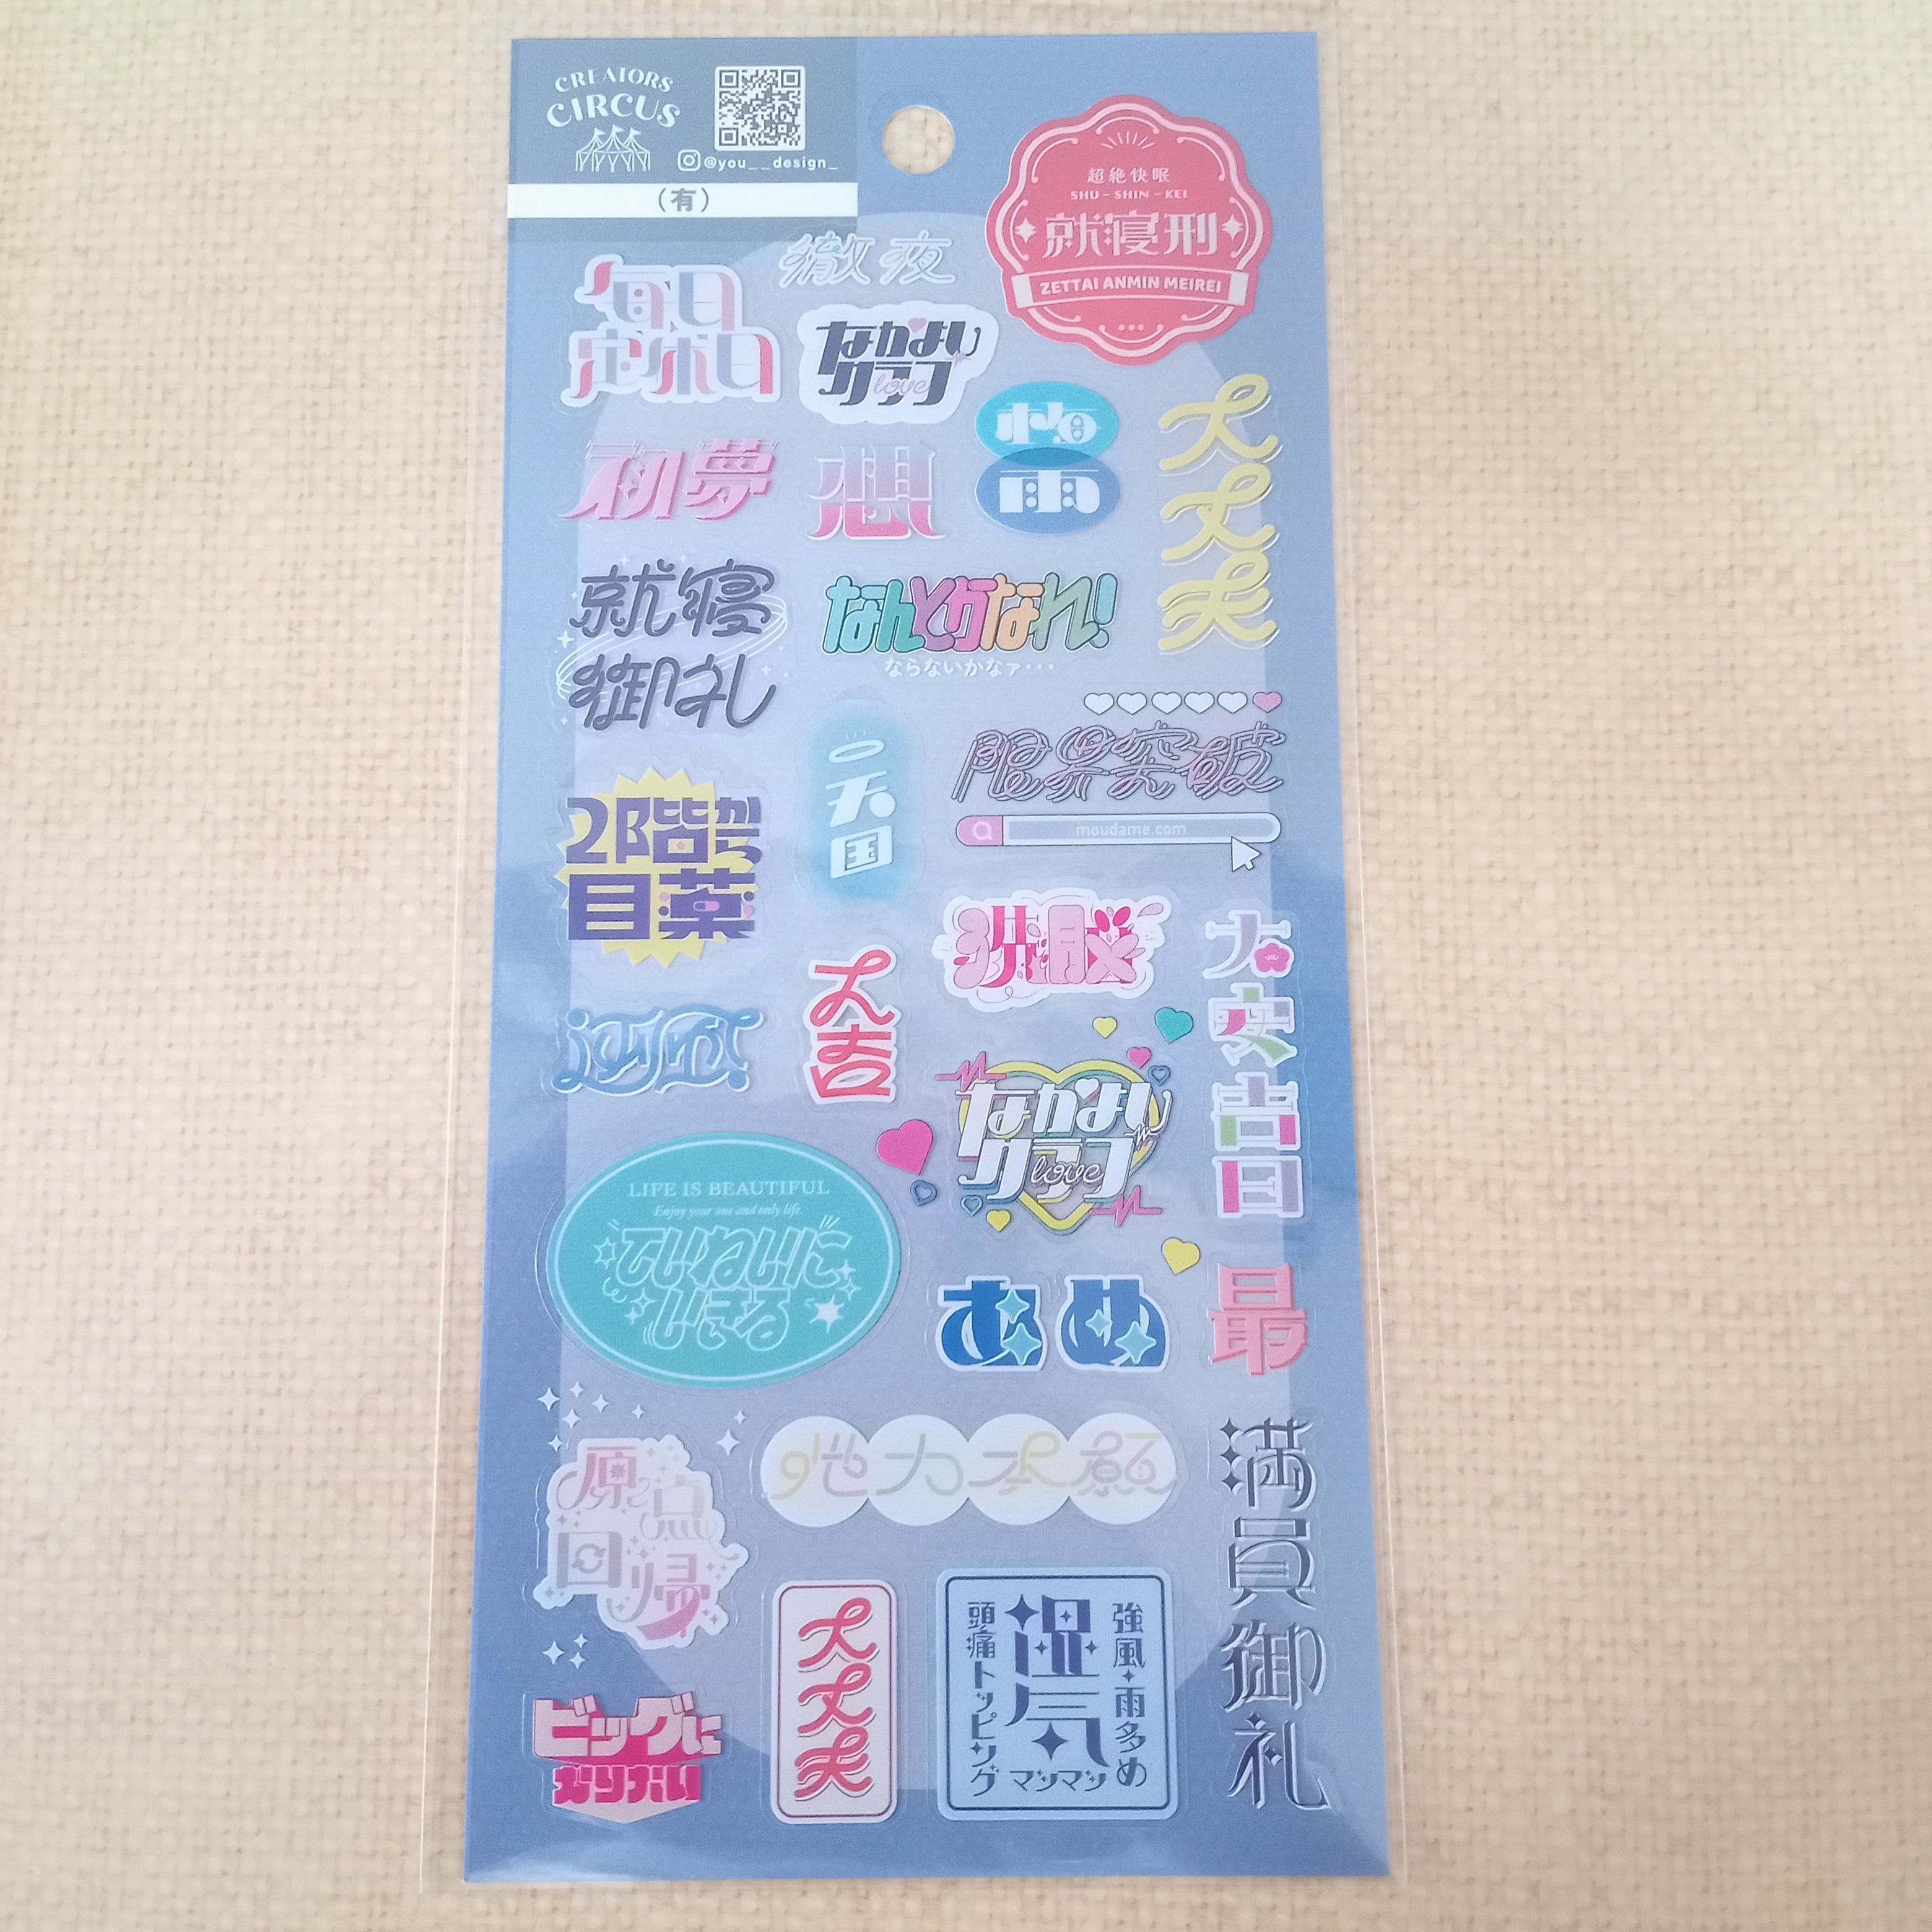 CREATORS
CIRCUS
@you__design_
(有)
超絶快眠
SHU-SHIN-KEI
就寝刑
ZETTAI ANMIN MEIREI
徹夜
毎日
定休日
なかよし
クラブ
love
梅
雨
大丈夫
初夢
想
就寝
御礼
なんとかなれ!
ならないかなァ・・・
限界突破
moudame.com
天国
2階から
目薬
洗脳
大安吉日
大吉
なかよし
クラブ
love
LIFE IS BEAUTIFUL
Enjoy your one and only life.
ていねいに
いきる
あめ
最
他力本願
原点
回帰
満員御礼
大丈夫
強風・雨多め
湿気
マシマシ
頭痛トッピング
ビッグに
なりたい